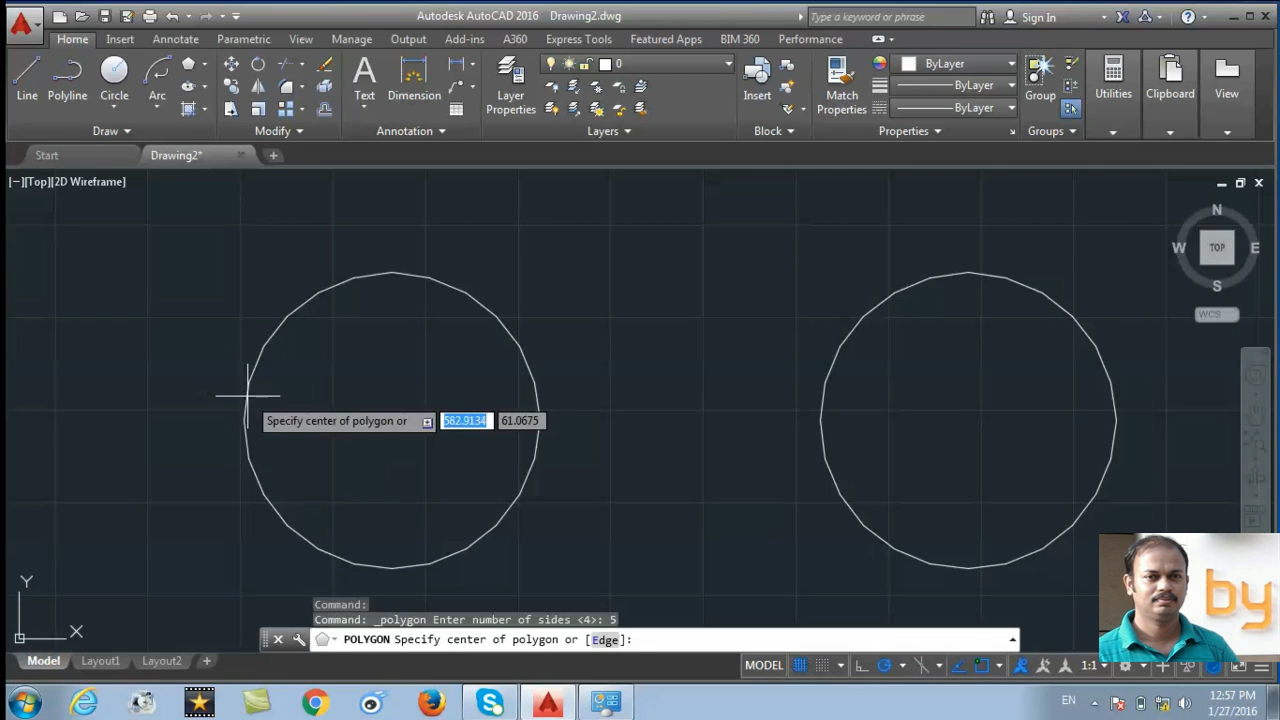 Autodesk AutoCAD 2016 Drawing2.dwg
Type a keyword or phrase
Sign In
Home Insert Annotate Parametric View Manage Output Add-ins A360 Express Tools Featured Apps BIM 360 Performance
0
ByLayer
ByLayer
ByLayer
Line Polyline Circle Arc Text Dimension Layer Properties Insert Match Properties Group Utilities Clipboard View
Draw Modify Annotation Layers Block Properties Groups
Start Drawing2*
[−][Top][2D Wireframe]
N
W TOP E
S
WCS
Specify center of polygon or 582.9134 61.0675
by
Y
X
Command:
Command: _polygon Enter number of sides <4>: 5
POLYGON Specify center of polygon or [Edge]:
Model Layout1 Layout2
MODEL 1:1
EN
12:57 PM
1/27/2016